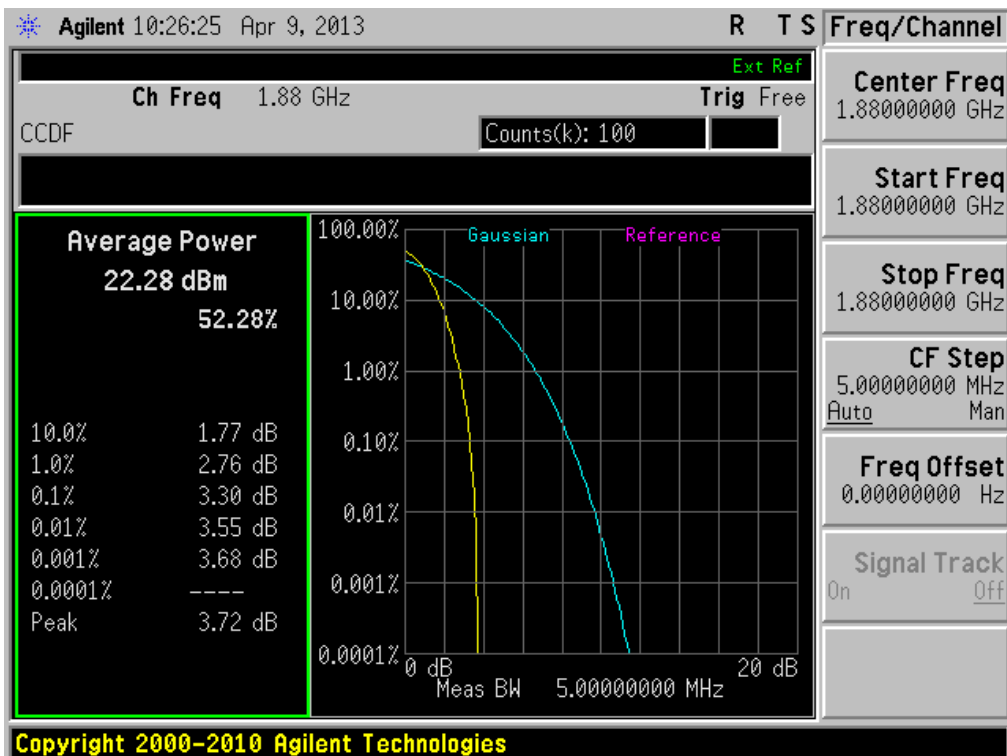 Agilent 10:26:25 Apr 9, 2013 R T S
Freq/Channel
Ext Ref
Ch Freq 1.88 GHz Trig Free
CCDF Counts(k): 100
Average Power
22.28 dBm
52.28%
10.0% 1.77 dB
1.0% 2.76 dB
0.1% 3.30 dB
0.01% 3.55 dB
0.001% 3.68 dB
0.0001% ----
Peak 3.72 dB
Gaussian Reference
100.00%
10.00%
1.00%
0.10%
0.01%
0.001%
0.0001%
0 dB 20 dB
Meas BW 5.00000000 MHz
Center Freq
1.88000000 GHz
Start Freq
1.88000000 GHz
Stop Freq
1.88000000 GHz
CF Step
5.00000000 MHz
Auto Man
Freq Offset
0.00000000 Hz
Signal Track
On Off
Copyright 2000-2010 Agilent Technologies